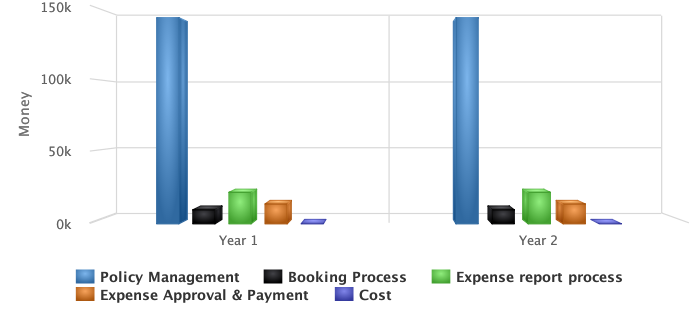 150k
100k
50k
0k
Money
Year 1 Year 2
Policy Management Booking Process Expense report process
Expense Approval & Payment Cost